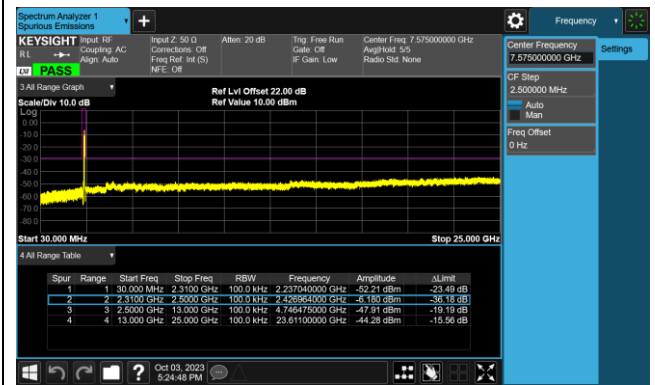 Spectrum Analyzer 1
Spurious Emissions
+
Frequency
KEYSIGHT Input: RF Input Z: 50 Ω Atten: 20 dB Trig: Free Run Center Freq: 7.575000000 GHz
RL Coupling: AC Corrections: Off Gate: Off Avg|Hold: 5/5
Align: Auto Freq Ref: Int (S) IF Gain: Low Radio Std: None
NFE: Off
PASS
Center Frequency
7.575000000 GHz
Settings
CF Step
2.500000 MHz
Auto
Man
Freq Offset
0 Hz
3 All Range Graph
Ref Lvl Offset 22.00 dB
Scale/Div 10.0 dB Ref Value 10.00 dBm
Log
0.00
-10.0
-20.0
-30.0
-40.0
-50.0
-60.0
-70.0
-80.0
Start 30.000 MHz Stop 25.000 GHz
4 All Range Table
Spur Range Start Freq Stop Freq RBW Frequency Amplitude ΔLimit
1 1 30.000 MHz 2.3100 GHz 100.0 kHz 2.237040000 GHz -52.21 dBm -23.49 dB
2 2 2.3100 GHz 2.5000 GHz 100.0 kHz 2.426964000 GHz -6.180 dBm -36.18 dB
3 3 2.5000 GHz 13.000 GHz 100.0 kHz 4.746475000 GHz -47.91 dBm -19.19 dB
4 4 13.000 GHz 25.000 GHz 100.0 kHz 23.61100000 GHz -44.28 dBm -15.56 dB
? Oct 03, 2023
5:24:48 PM